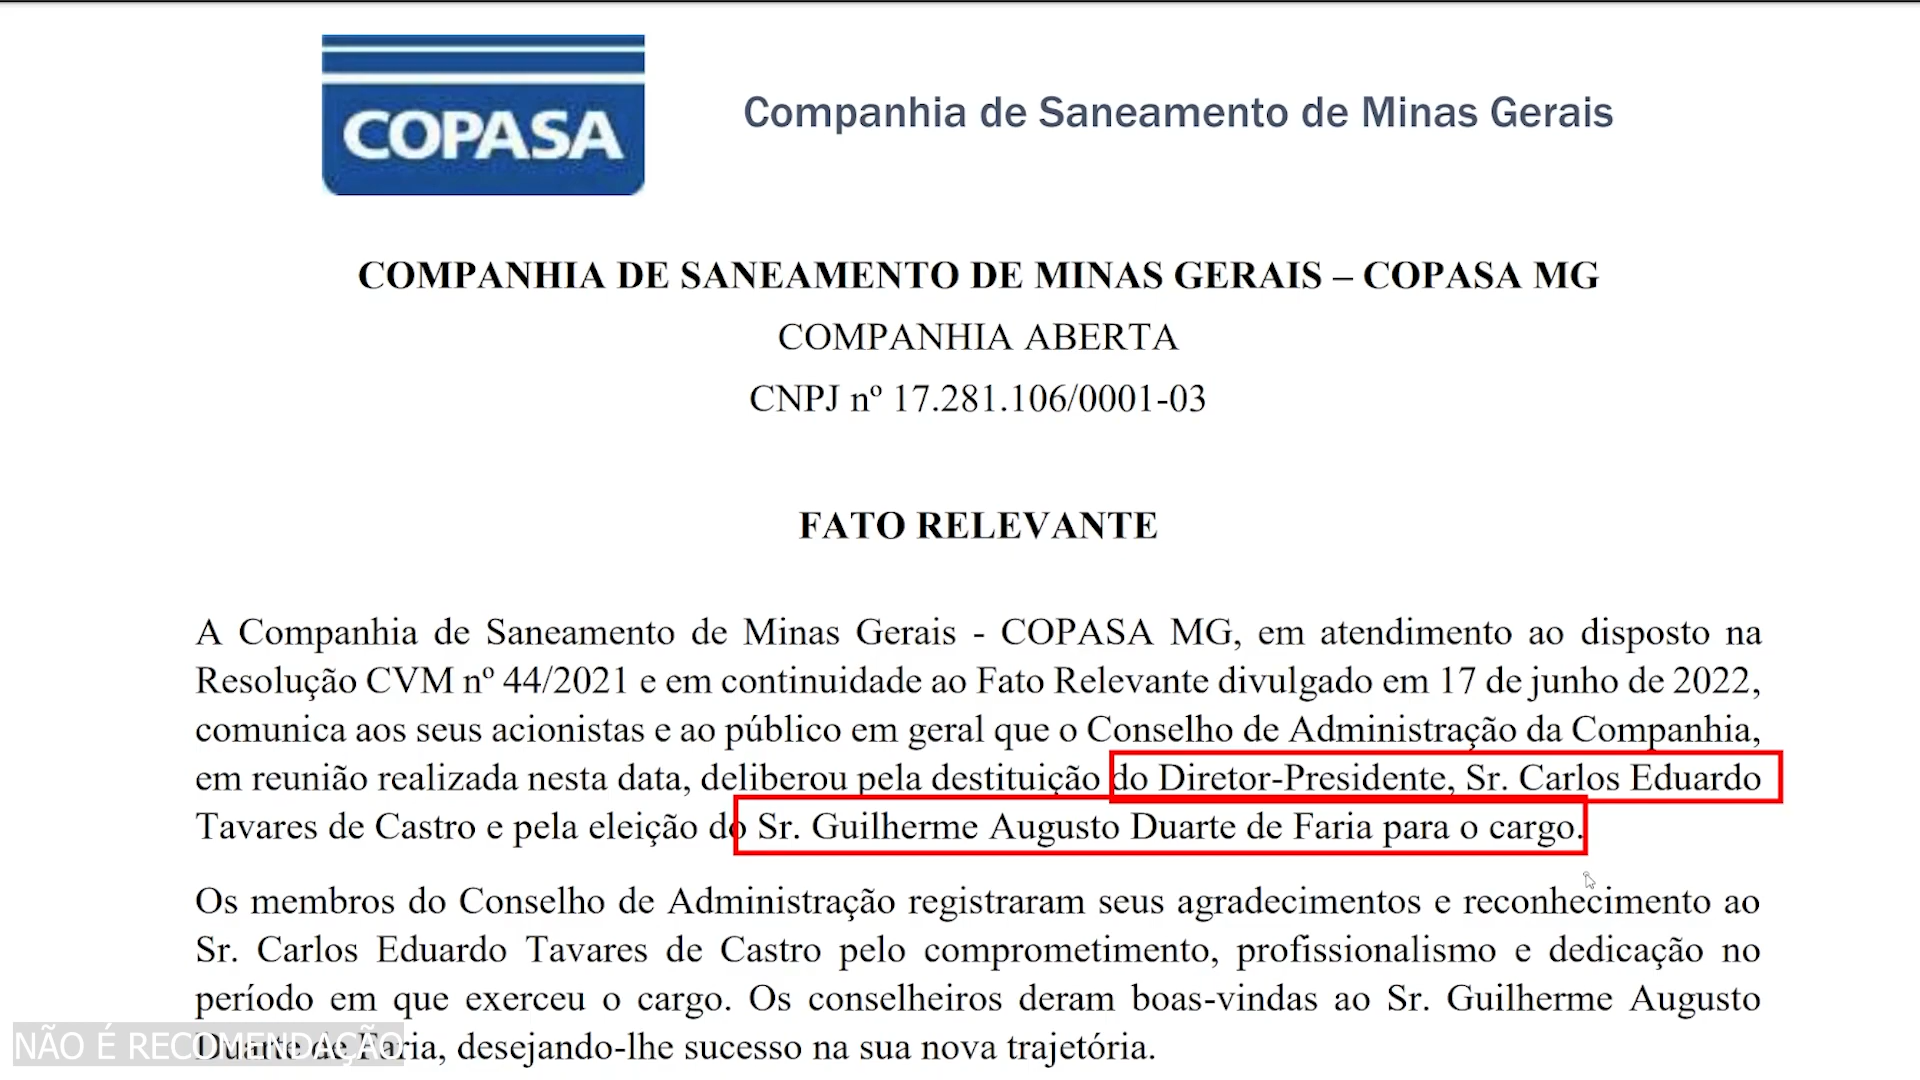 COPASA
Companhia de Saneamento de Minas Gerais
COMPANHIA DE SANEAMENTO DE MINAS GERAIS – COPASA MG
COMPANHIA ABERTA
CNPJ nº 17.281.106/0001-03
FATO RELEVANTE
A Companhia de Saneamento de Minas Gerais - COPASA MG, em atendimento ao disposto na
Resolução CVM nº 44/2021 e em continuidade ao Fato Relevante divulgado em 17 de junho de 2022,
comunica aos seus acionistas e ao público em geral que o Conselho de Administração da Companhia,
em reunião realizada nesta data, deliberou pela destituição do Diretor-Presidente, Sr. Carlos Eduardo
Tavares de Castro e pela eleição do Sr. Guilherme Augusto Duarte de Faria para o cargo.
Os membros do Conselho de Administração registraram seus agradecimentos e reconhecimento ao
Sr. Carlos Eduardo Tavares de Castro pelo comprometimento, profissionalismo e dedicação no
período em que exerceu o cargo. Os conselheiros deram boas-vindas ao Sr. Guilherme Augusto
Duarte de Faria, desejando-lhe sucesso na sua nova trajetória.
NÃO É RECOMENDAÇÃO